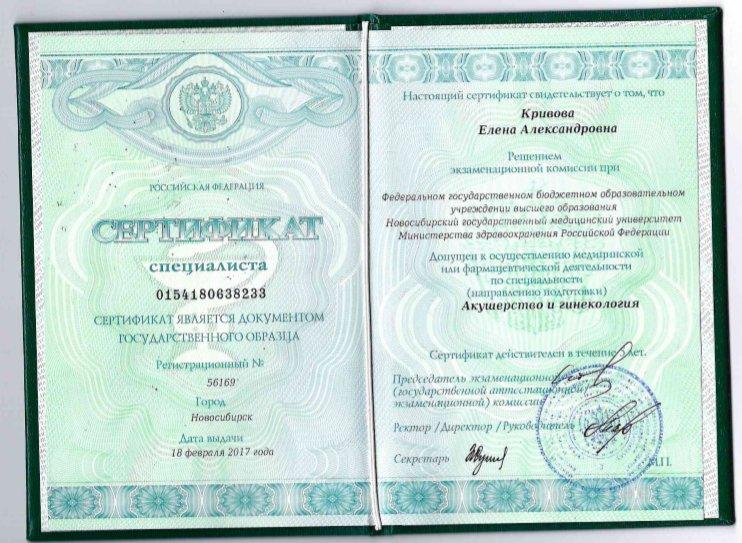 РОССИЙСКАЯ ФЕДЕРАЦИЯ
СЕРТИФИКАТ
специалиста
0154180638233
СЕРТИФИКАТ ЯВЛЯЕТСЯ ДОКУМЕНТОМ
ГОСУДАРСТВЕННОГО ОБРАЗЦА
Регистрационный №
56169
Город
Новосибирск
Дата выдачи
18 февраля 2017 года
Настоящий сертификат свидетельствует о том, что
Кривова
Елена Александровна
Решением
экзаменационной комиссии при
Федеральном государственном бюджетном образовательном
учреждении высшего образования
Новосибирский государственный медицинский университет
Министерства здравоохранения Российской Федерации
Допущен к осуществлению медицинской
или фармацевтической деятельности
по специальности
(направлению подготовки)
Акушерство и гинекология
Сертификат действителен в течение 5 лет.
Председатель экзаменационной
(государственной аттестационной,
экзаменационной) комиссии
Ректор /Директор /Руководитель
Секретарь
М.П.